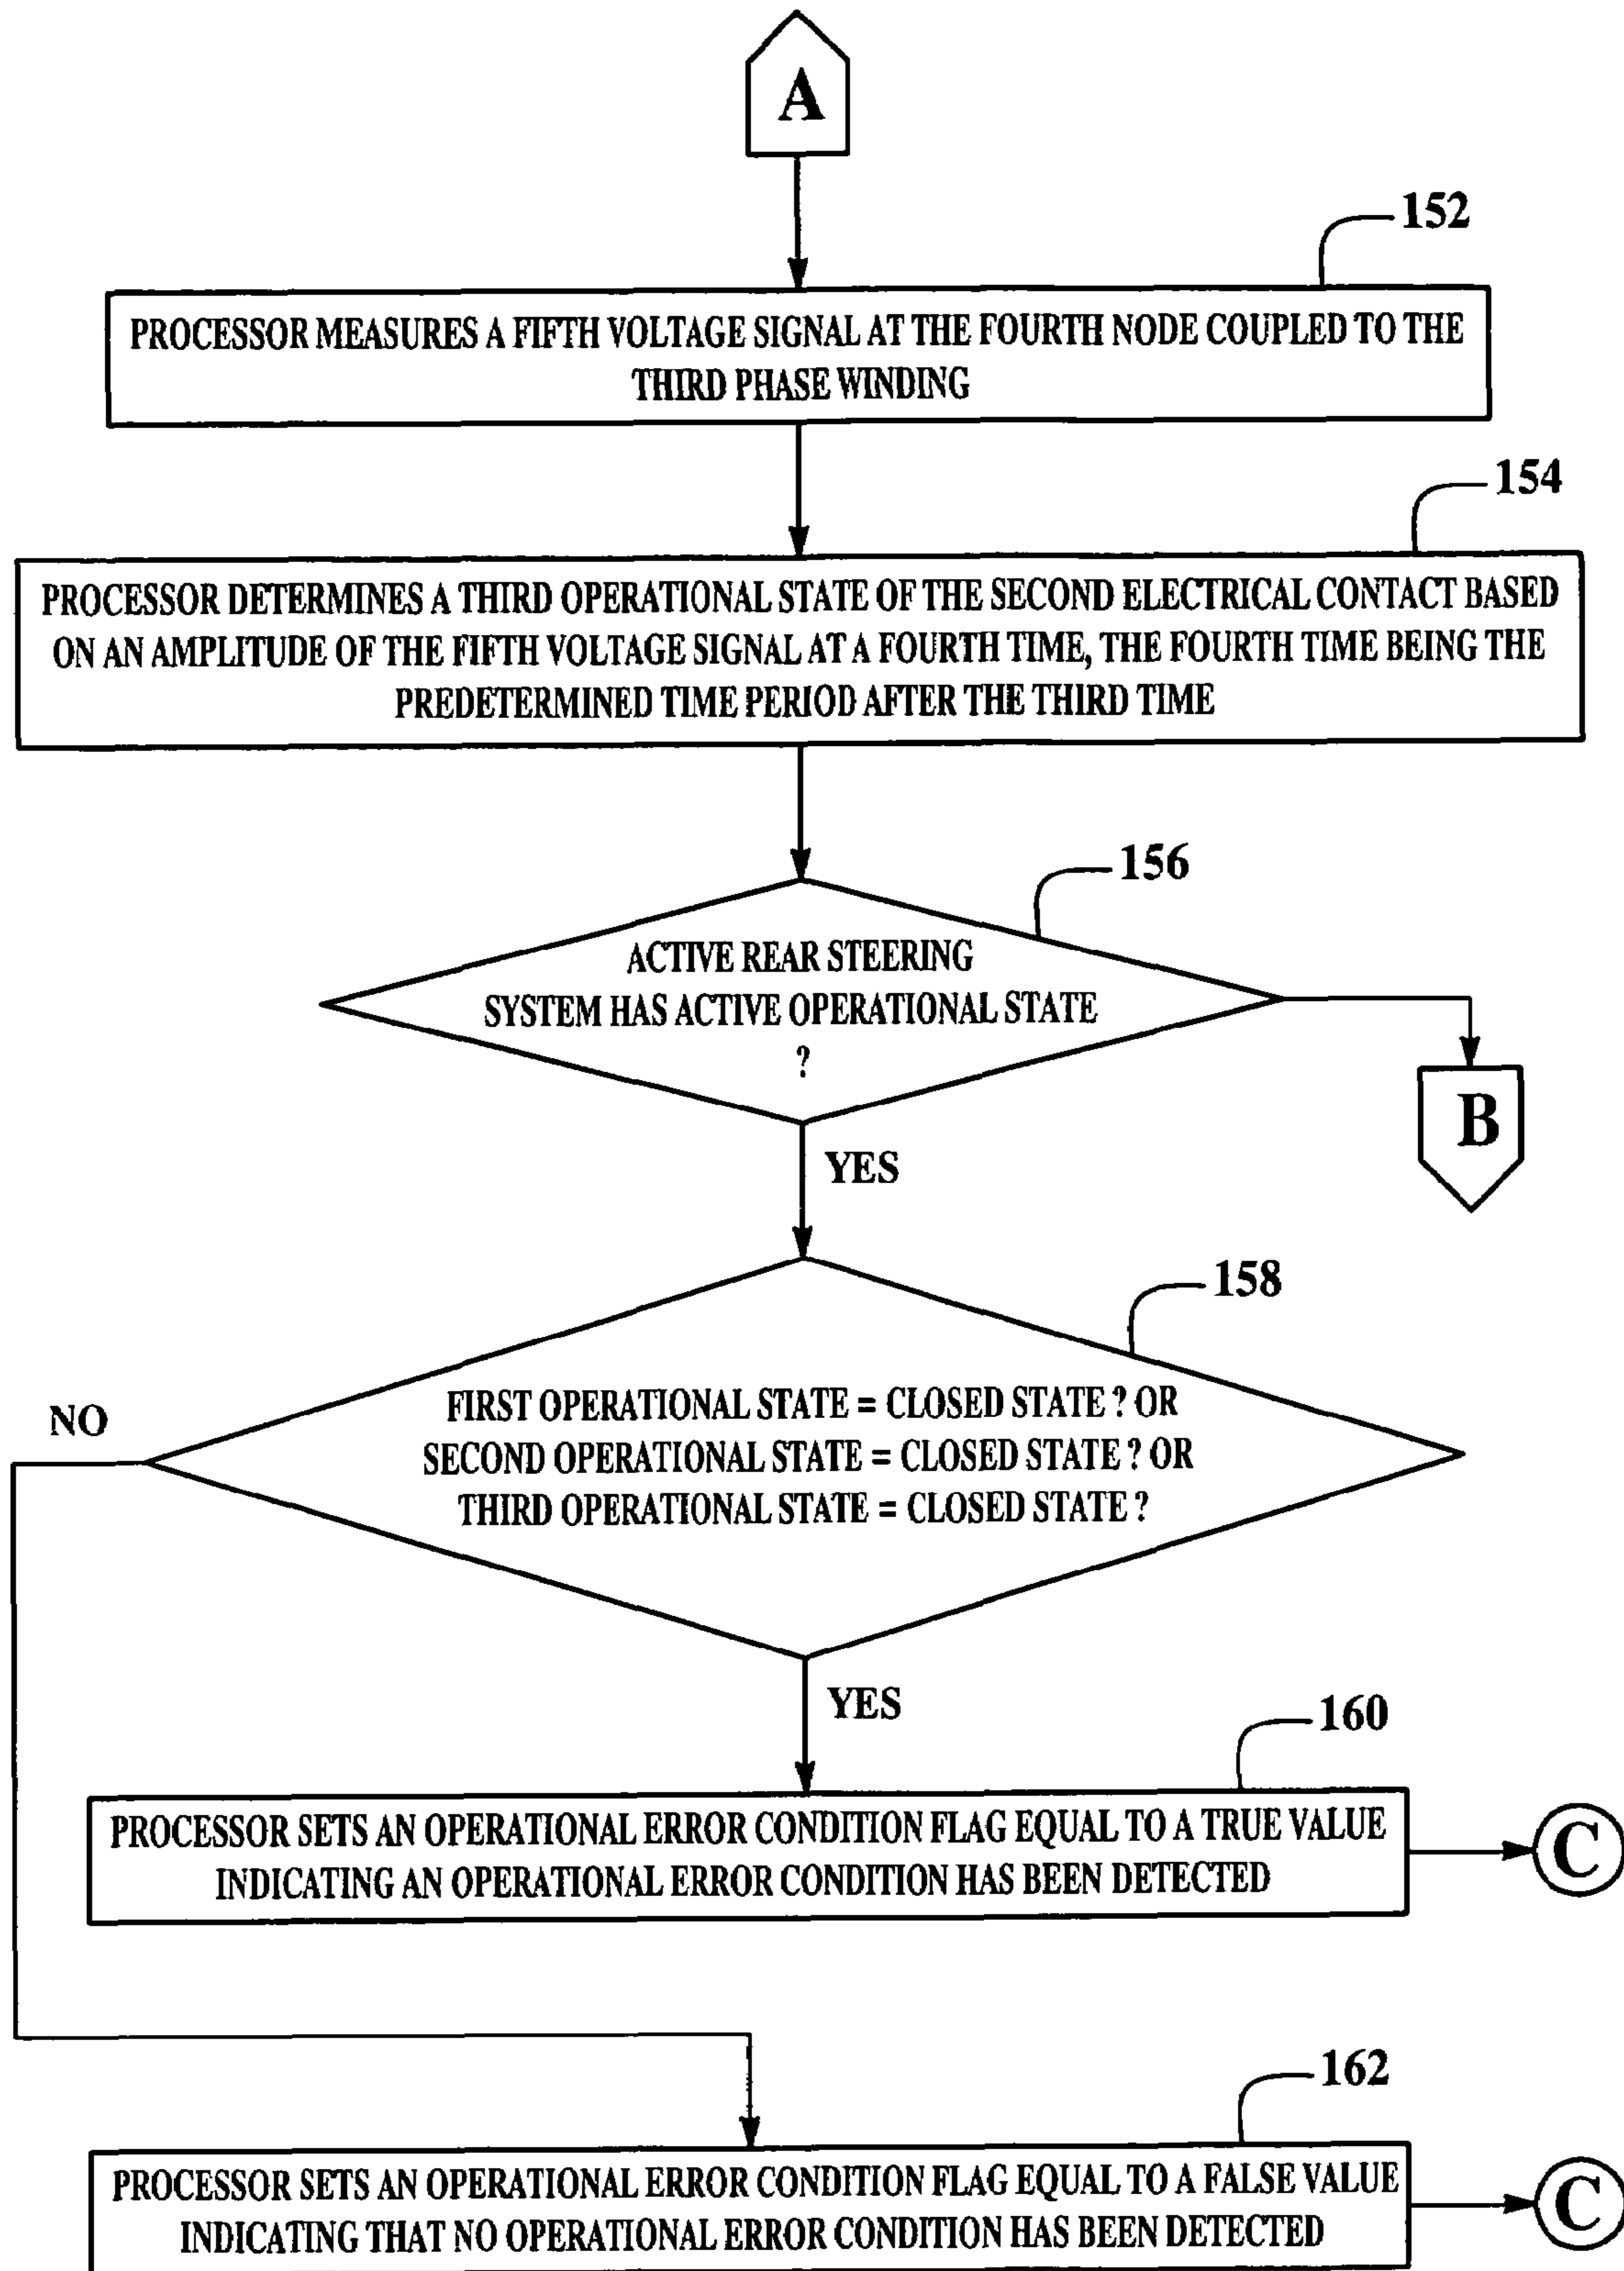 A
152
PROCESSOR MEASURES A FIFTH VOLTAGE SIGNAL AT THE FOURTH NODE COUPLED TO THE
THIRD PHASE WINDING
154
PROCESSOR DETERMINES A THIRD OPERATIONAL STATE OF THE SECOND ELECTRICAL CONTACT BASED
ON AN AMPLITUDE OF THE FIFTH VOLTAGE SIGNAL AT A FOURTH TIME, THE FOURTH TIME BEING THE
PREDETERMINED TIME PERIOD AFTER THE THIRD TIME
156
ACTIVE REAR STEERING
SYSTEM HAS ACTIVE OPERATIONAL STATE
?
B
YES
158
NO
FIRST OPERATIONAL STATE = CLOSED STATE ? OR
SECOND OPERATIONAL STATE = CLOSED STATE ? OR
THIRD OPERATIONAL STATE = CLOSED STATE ?
YES
160
PROCESSOR SETS AN OPERATIONAL ERROR CONDITION FLAG EQUAL TO A TRUE VALUE
INDICATING AN OPERATIONAL ERROR CONDITION HAS BEEN DETECTED
C
162
PROCESSOR SETS AN OPERATIONAL ERROR CONDITION FLAG EQUAL TO A FALSE VALUE
INDICATING THAT NO OPERATIONAL ERROR CONDITION HAS BEEN DETECTED
C